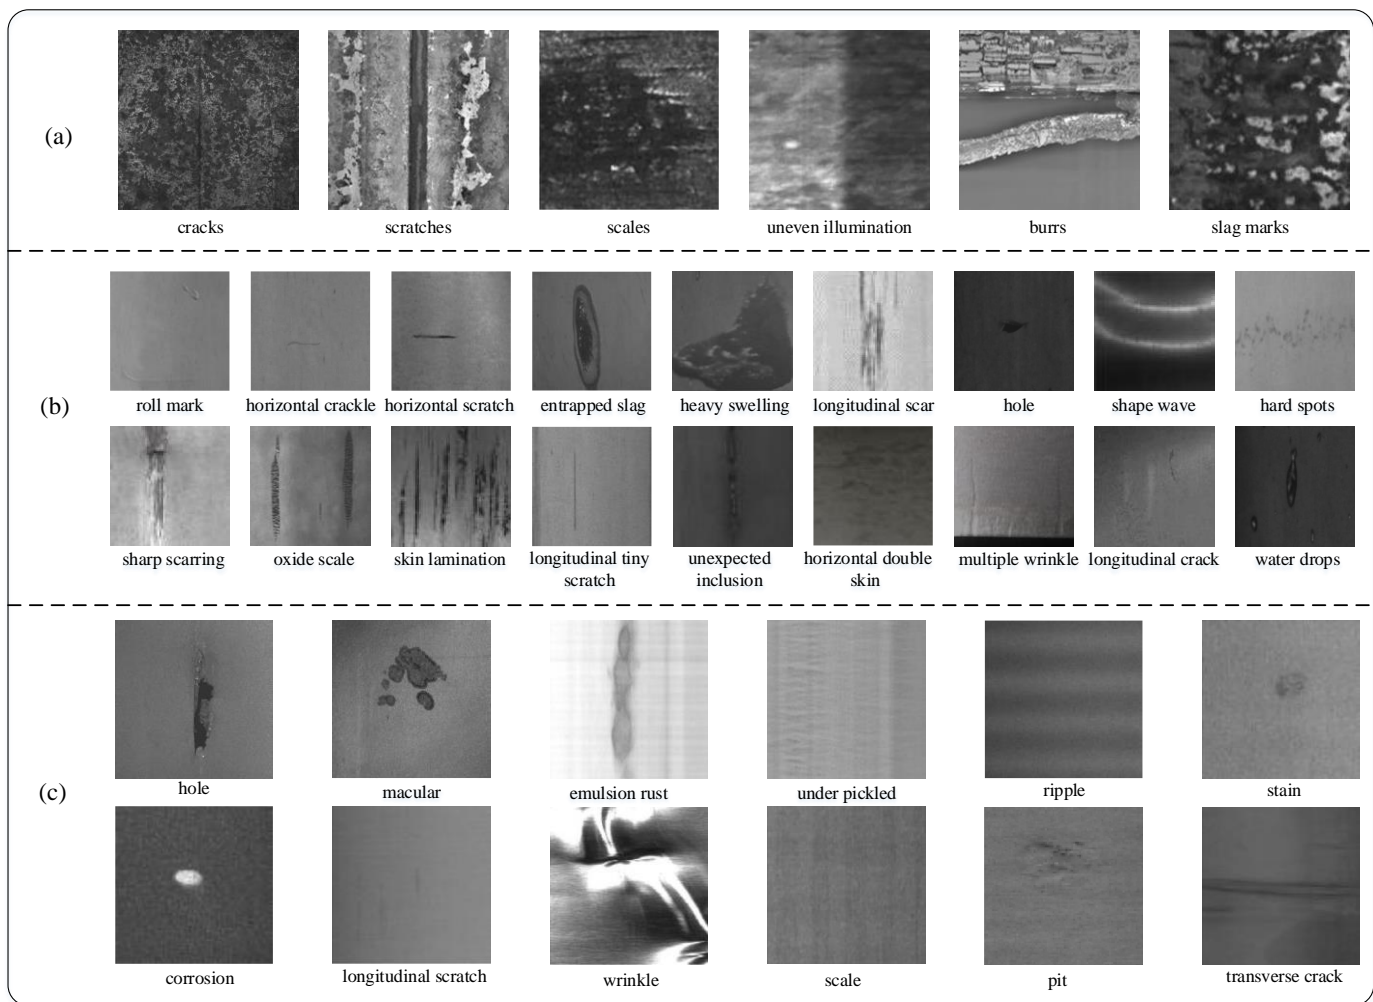 (a)
cracks
scratches
scales
uneven illumination
burrs
slag marks
(b)
roll mark
horizontal crackle
horizontal scratch
entrapped slag
heavy swelling
longitudinal scar
hole
shape wave
hard spots
sharp scarring
oxide scale
skin lamination
longitudinal tiny
scratch
unexpected
inclusion
horizontal double
skin
multiple wrinkle
longitudinal crack
water drops
(c)
hole
macular
emulsion rust
under pickled
ripple
stain
corrosion
longitudinal scratch
wrinkle
scale
pit
transverse crack